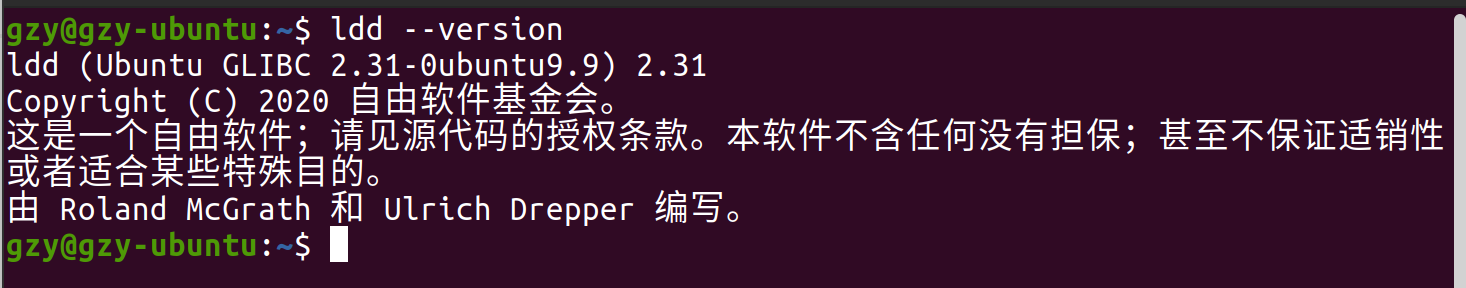 gzy@gzy-ubuntu:~$ ldd --version
ldd (Ubuntu GLIBC 2.31-0ubuntu9.9) 2.31
Copyright (C) 2020 自由软件基金会。
这是一个自由软件；请见源代码的授权条款。本软件不含任何没有担保；甚至不保证适销性
或者适合某些特殊目的。
由 Roland McGrath 和 Ulrich Drepper 编写。
gzy@gzy-ubuntu:~$